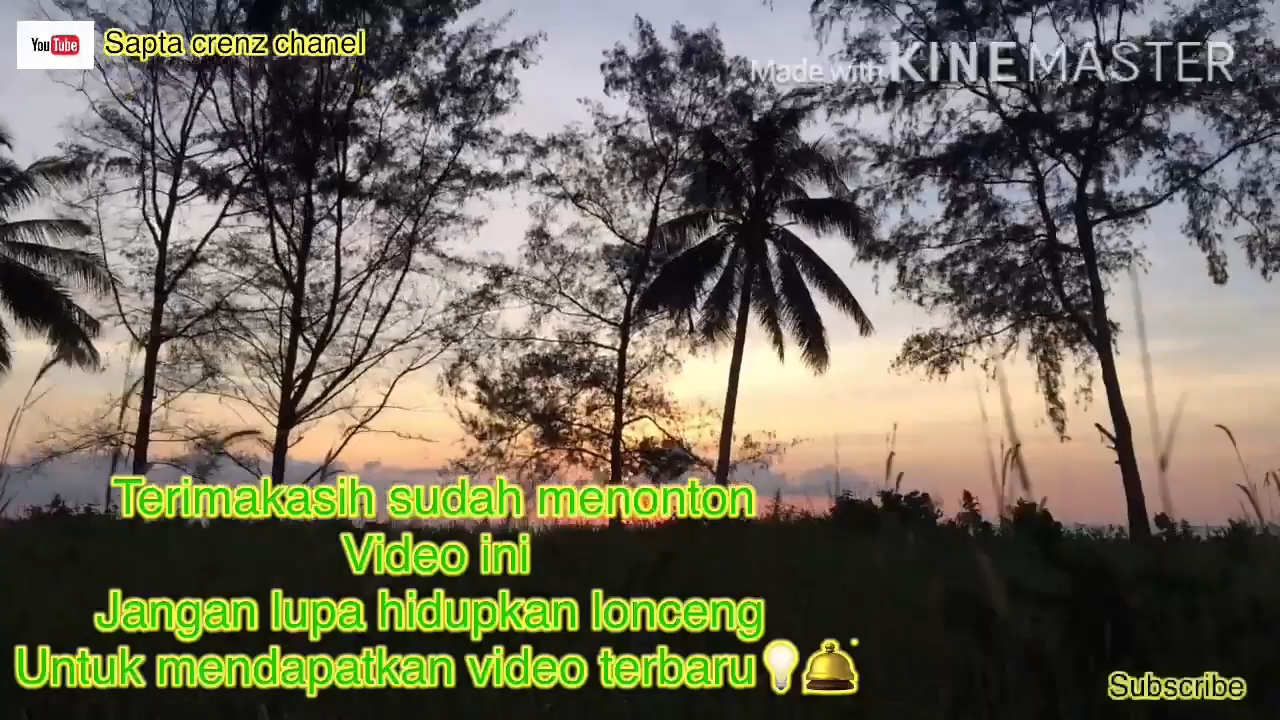 YouTube Sapta crenz chanel
Made with KINEMASTER
Terimakasih sudah menonton
Video ini
Jangan lupa hidupkan lonceng
Untuk mendapatkan video terbaru
Subscribe